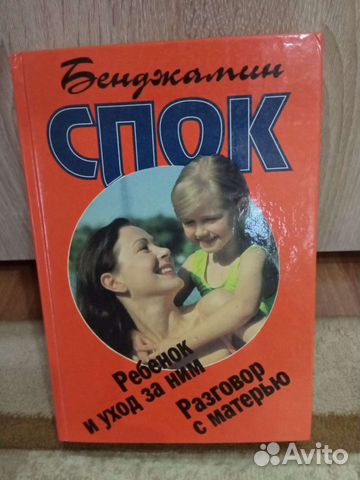 Бенджамин
СПОК
Ребенок
и уход за ним
Разговор
с матерью
Avito